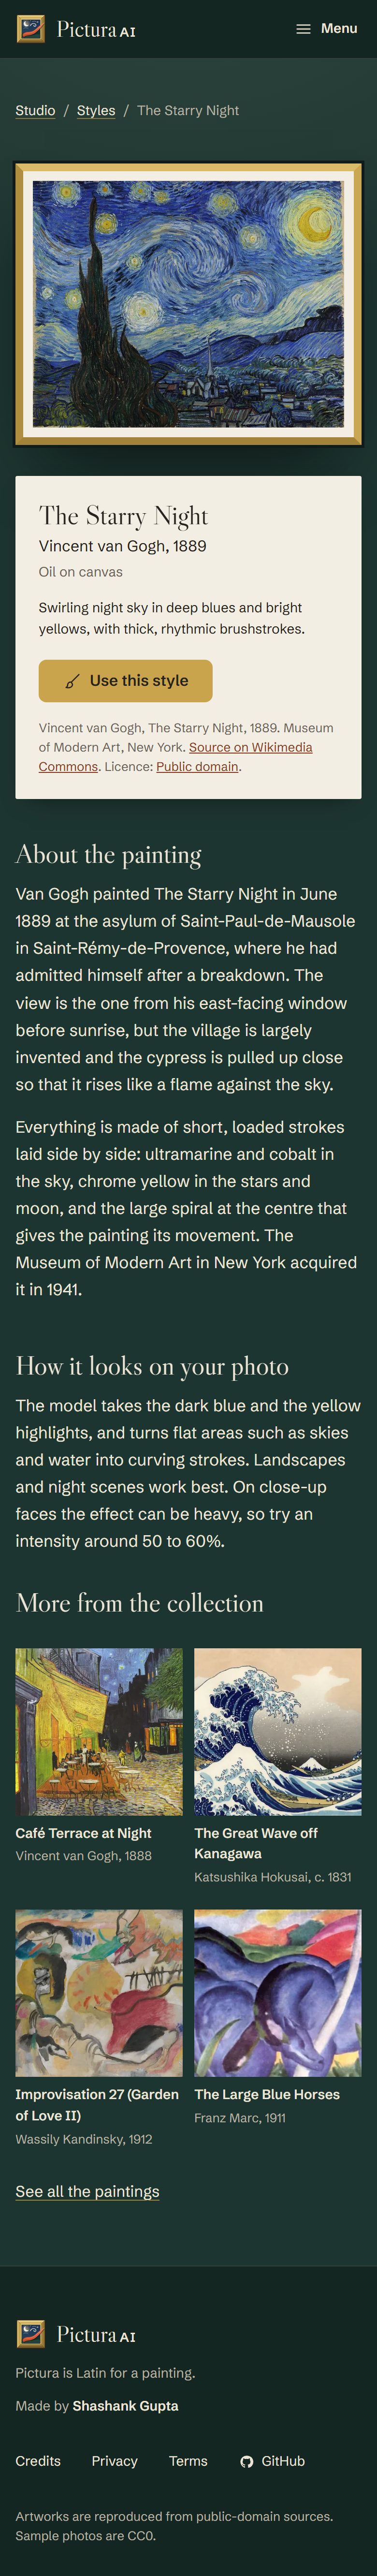 Pictura AI
Menu
Studio / Styles / The Starry Night
The Starry Night
Vincent van Gogh, 1889
Oil on canvas
Swirling night sky in deep blues and bright
yellows, with thick, rhythmic brushstrokes.
Use this style
Vincent van Gogh, The Starry Night, 1889. Museum
of Modern Art, New York. Source on Wikimedia
Commons. Licence: Public domain.
About the painting
Van Gogh painted The Starry Night in June
1889 at the asylum of Saint-Paul-de-Mausole
in Saint-Rémy-de-Provence, where he had
admitted himself after a breakdown. The
view is the one from his east-facing window
before sunrise, but the village is largely
invented and the cypress is pulled up close
so that it rises like a flame against the sky.
Everything is made of short, loaded strokes
laid side by side: ultramarine and cobalt in
the sky, chrome yellow in the stars and
moon, and the large spiral at the centre that
gives the painting its movement. The
Museum of Modern Art in New York acquired
it in 1941.
How it looks on your photo
The model takes the dark blue and the yellow
highlights, and turns flat areas such as skies
and water into curving strokes. Landscapes
and night scenes work best. On close-up
faces the effect can be heavy, so try an
intensity around 50 to 60%.
More from the collection
Café Terrace at Night
Vincent van Gogh, 1888
The Great Wave off
Kanagawa
Katsushika Hokusai, c. 1831
Improvisation 27 (Garden
of Love II)
Wassily Kandinsky, 1912
The Large Blue Horses
Franz Marc, 1911
See all the paintings
Pictura AI
Pictura is Latin for a painting.
Made by Shashank Gupta
Credits
Privacy
Terms
GitHub
Artworks are reproduced from public-domain sources.
Sample photos are CC0.